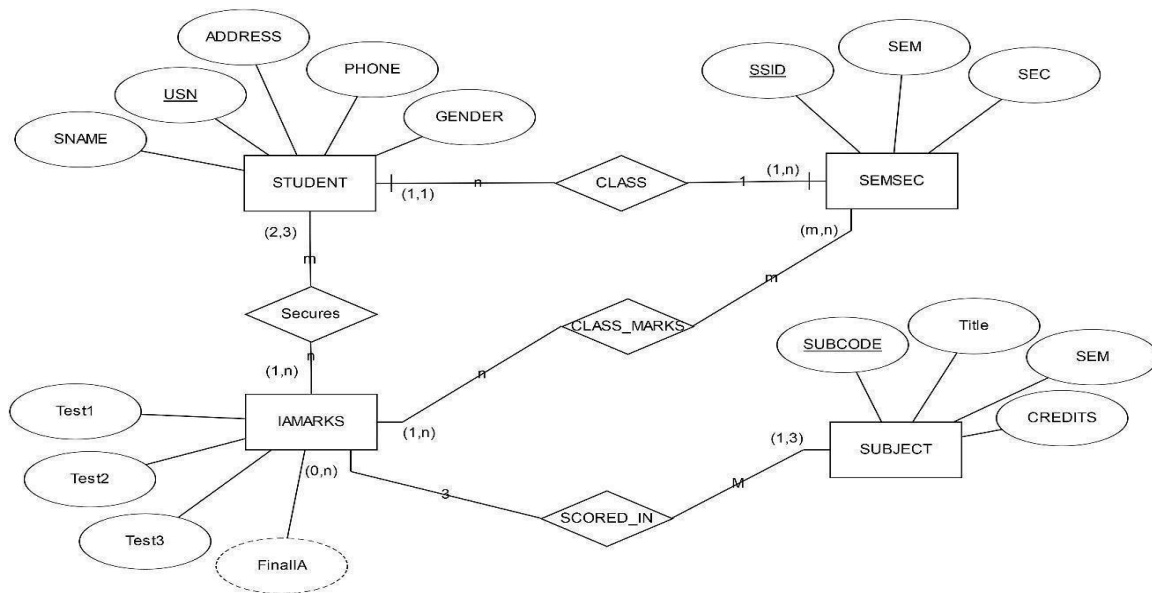 ADDRESS
SEM
PHONE
SSID
USN
SEC
GENDER
SNAME
STUDENT
n
CLASS
1
(1,n)
SEMSEC
(1,1)
(2,3)
(m,n)
m
m
Secures
CLASS_MARKS
n
Title
SUBCODE
SEM
(1,n)
n
Test1
IAMARKS
(1,n)
CREDITS
(1,3)
SUBJECT
(0,n)
Test2
3
M
SCORED_IN
Test3
FinalIA